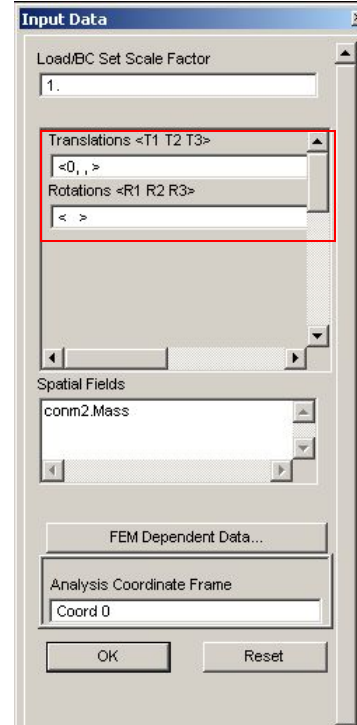 Input Data
Load/BC Set Scale Factor
1.
Translations <T1 T2 T3>
<0, , >
Rotations <R1 R2 R3>
< >
Spatial Fields
conm2.Mass
FEM Dependent Data...
Analysis Coordinate Frame
Coord 0
OK Reset